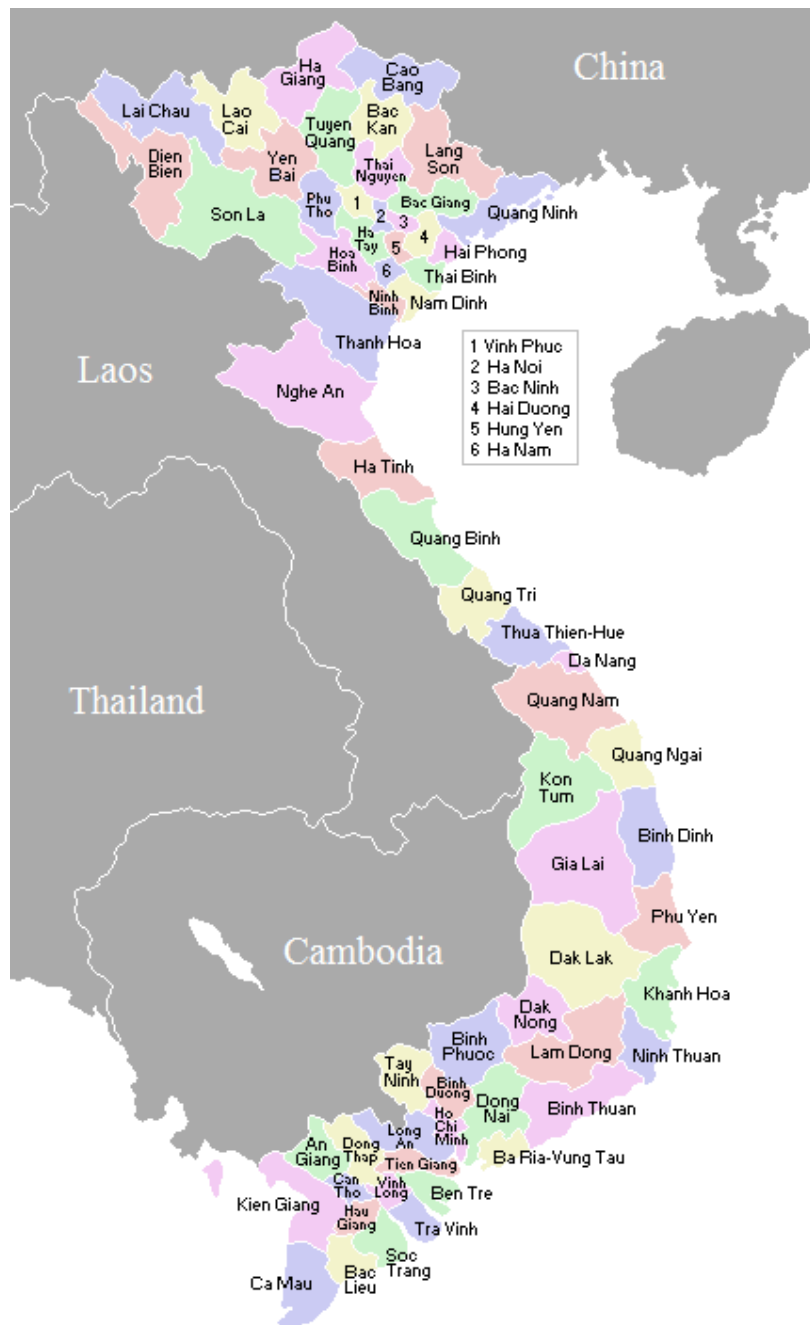 China
Ha
Giang
Cao
Bang
Lai Chau
Lao
Cai
Bac
Kan
Tuyen
Quang
Lang
Son
Dien
Bien
Yen
Bai
Thai
Nguyen
Phu
Tho
1
Bac Giang
Son La
2
3
Quang Ninh
Ha
Tay
4
5
Hoa
Binh
Hai Phong
6
Thai Binh
Ninh
Binh
Nam Dinh
Thanh Hoa
1 Vinh Phuc
2 Ha Noi
3 Bac Ninh
4 Hai Duong
5 Hung Yen
6 Ha Nam
Laos
Nghe An
Ha Tinh
Quang Binh
Quang Tri
Thua Thien-Hue
Da Nang
Thailand
Quang Nam
Quang Ngai
Kon
Tum
Binh Dinh
Gia Lai
Phu Yen
Cambodia
Dak Lak
Khanh Hoa
Dak
Nong
Binh
Phuoc
Lam Dong
Ninh Thuan
Tay
Ninh
Binh
Duong
Dong
Nai
Binh Thuan
Ho
Chi
Minh
Long
An
An
Giang
Dong
Thap
Tien Giang
Ba Ria-Vung Tau
Can
Tho
Vinh
Long
Ben Tre
Kien Giang
Hau
Giang
Tra Vinh
Soc
Trang
Ca Mau
Bac
Lieu